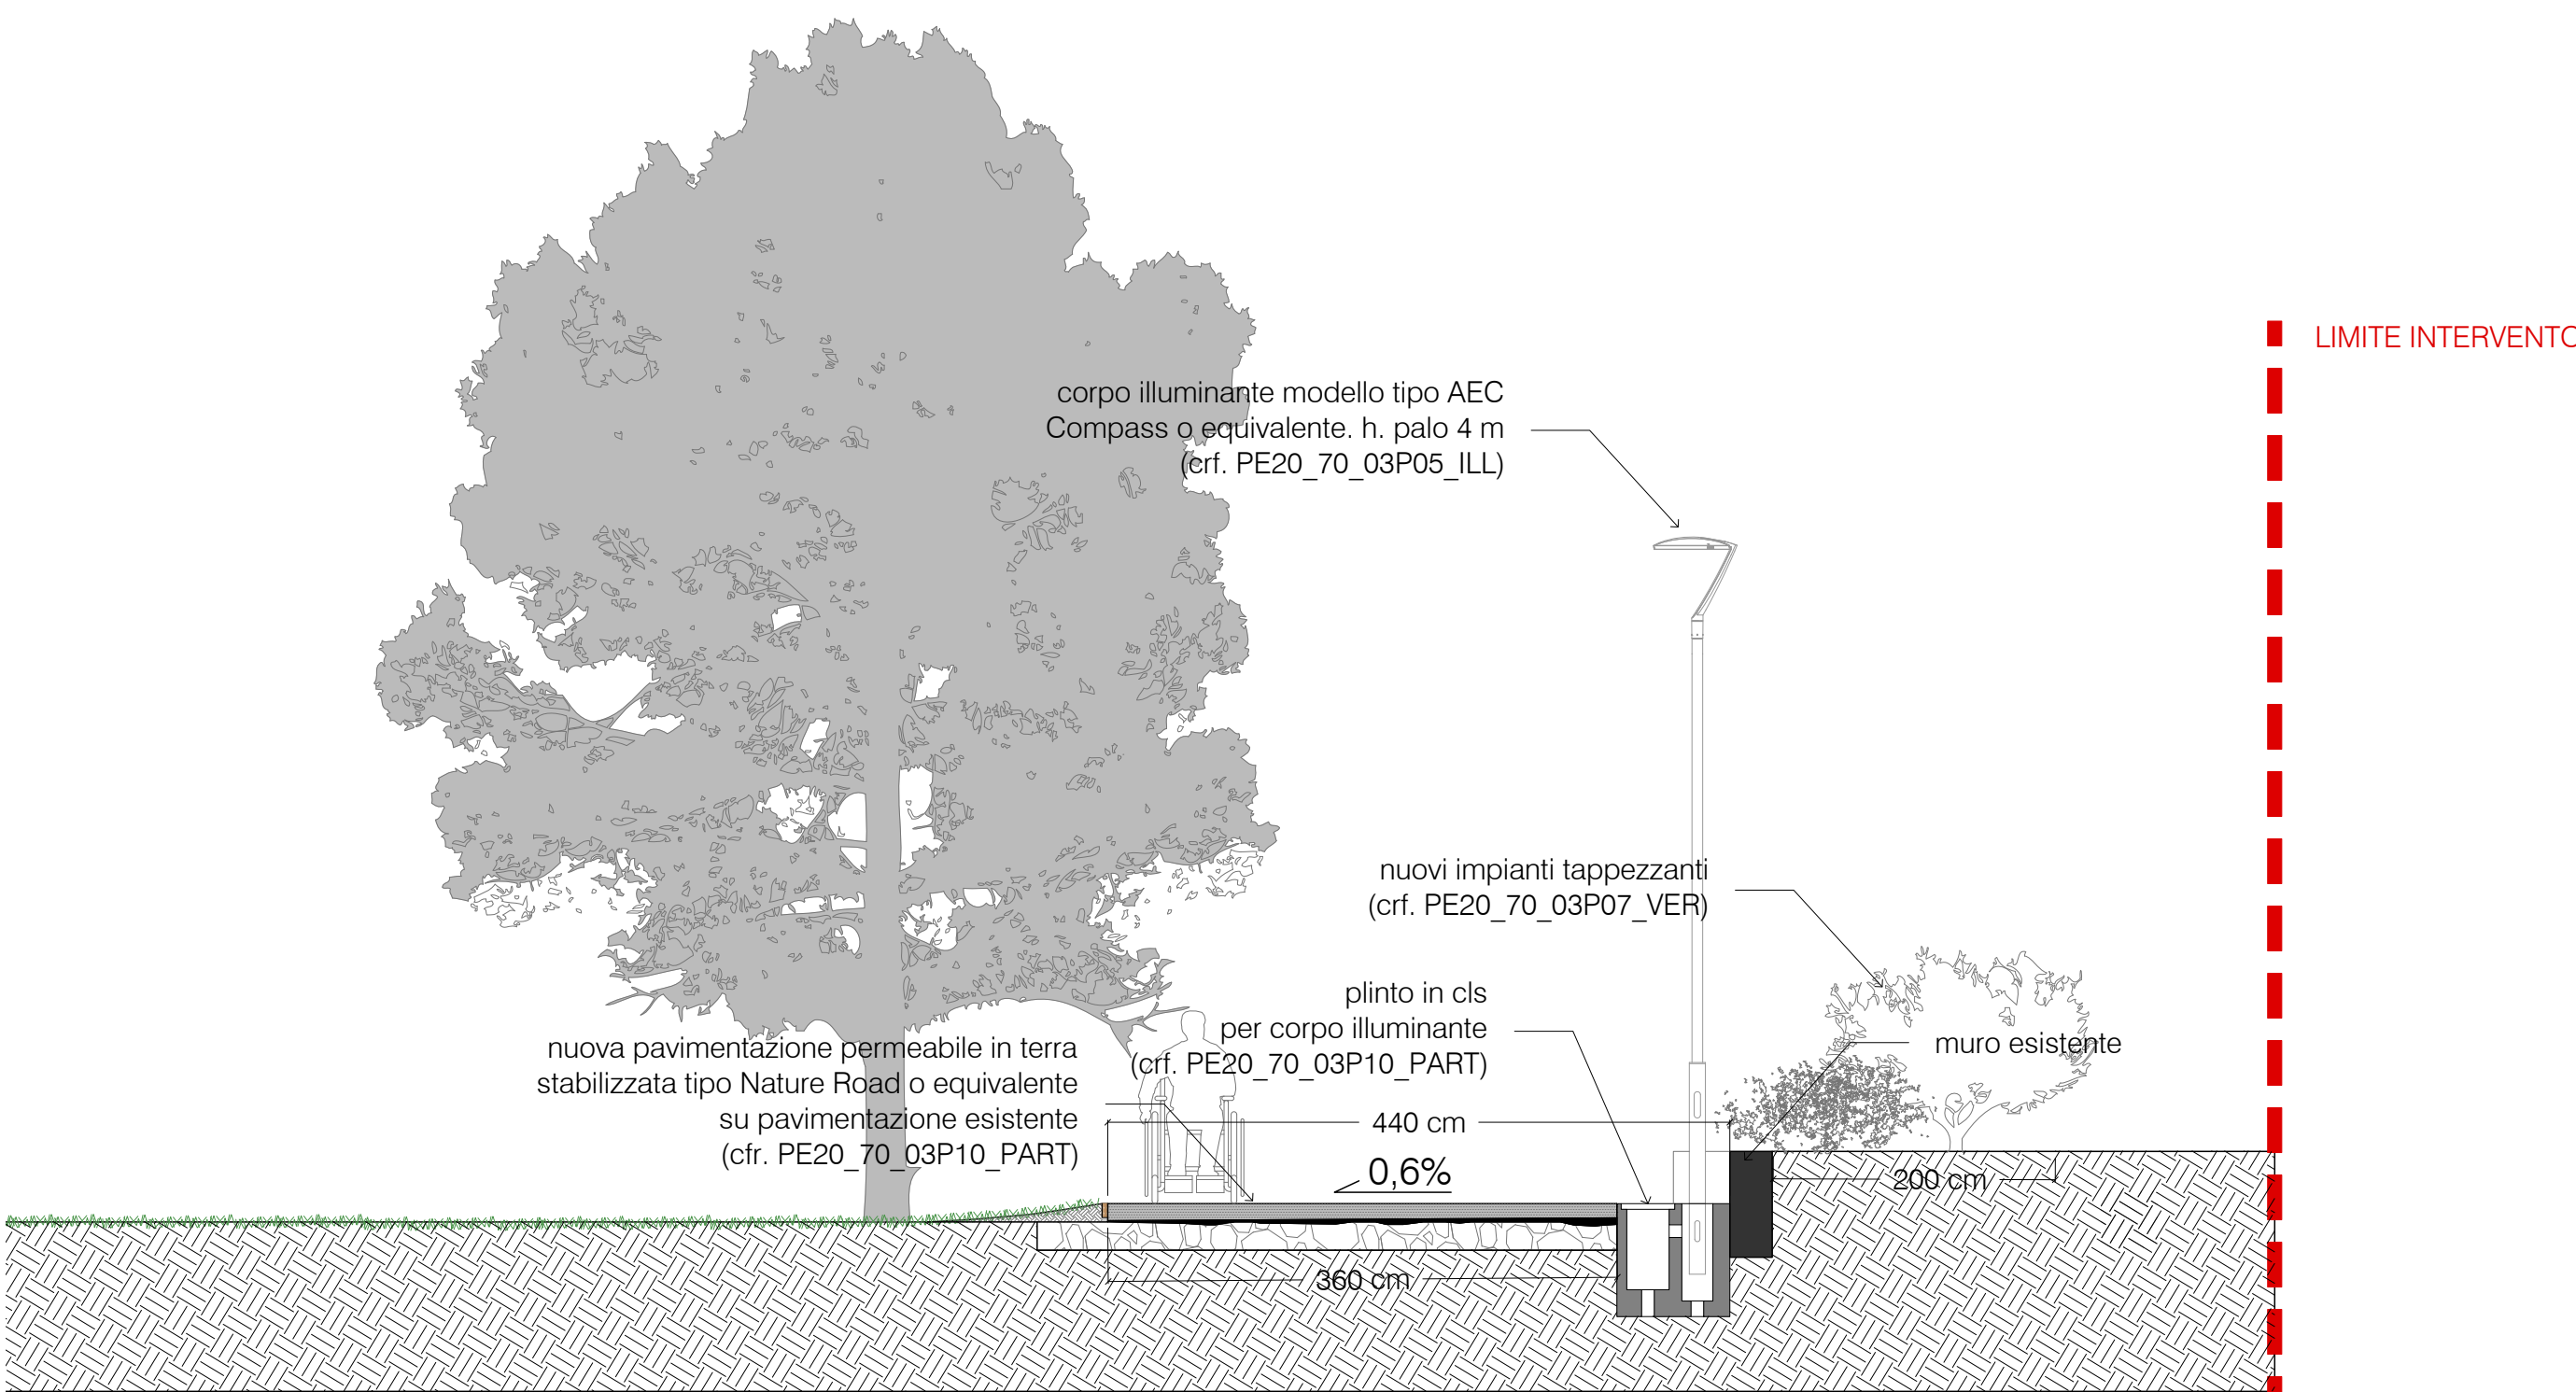 LIMITE INTERVENTO
corpo illuminante modello tipo AEC
Compass o equivalente. h. palo 4 m
(crf. PE20_70_03P05_ILL)
nuovi impianti tappezzanti
(crf. PE20_70_03P07_VER)
plinto in cls
per corpo illuminante
(crf. PE20_70_03P10_PART)
muro esistente
nuova pavimentazione permeabile in terra
stabilizzata tipo Nature Road o equivalente
su pavimentazione esistente
(cfr. PE20_70_03P10_PART)
440 cm
0,6%
200 cm
360 cm